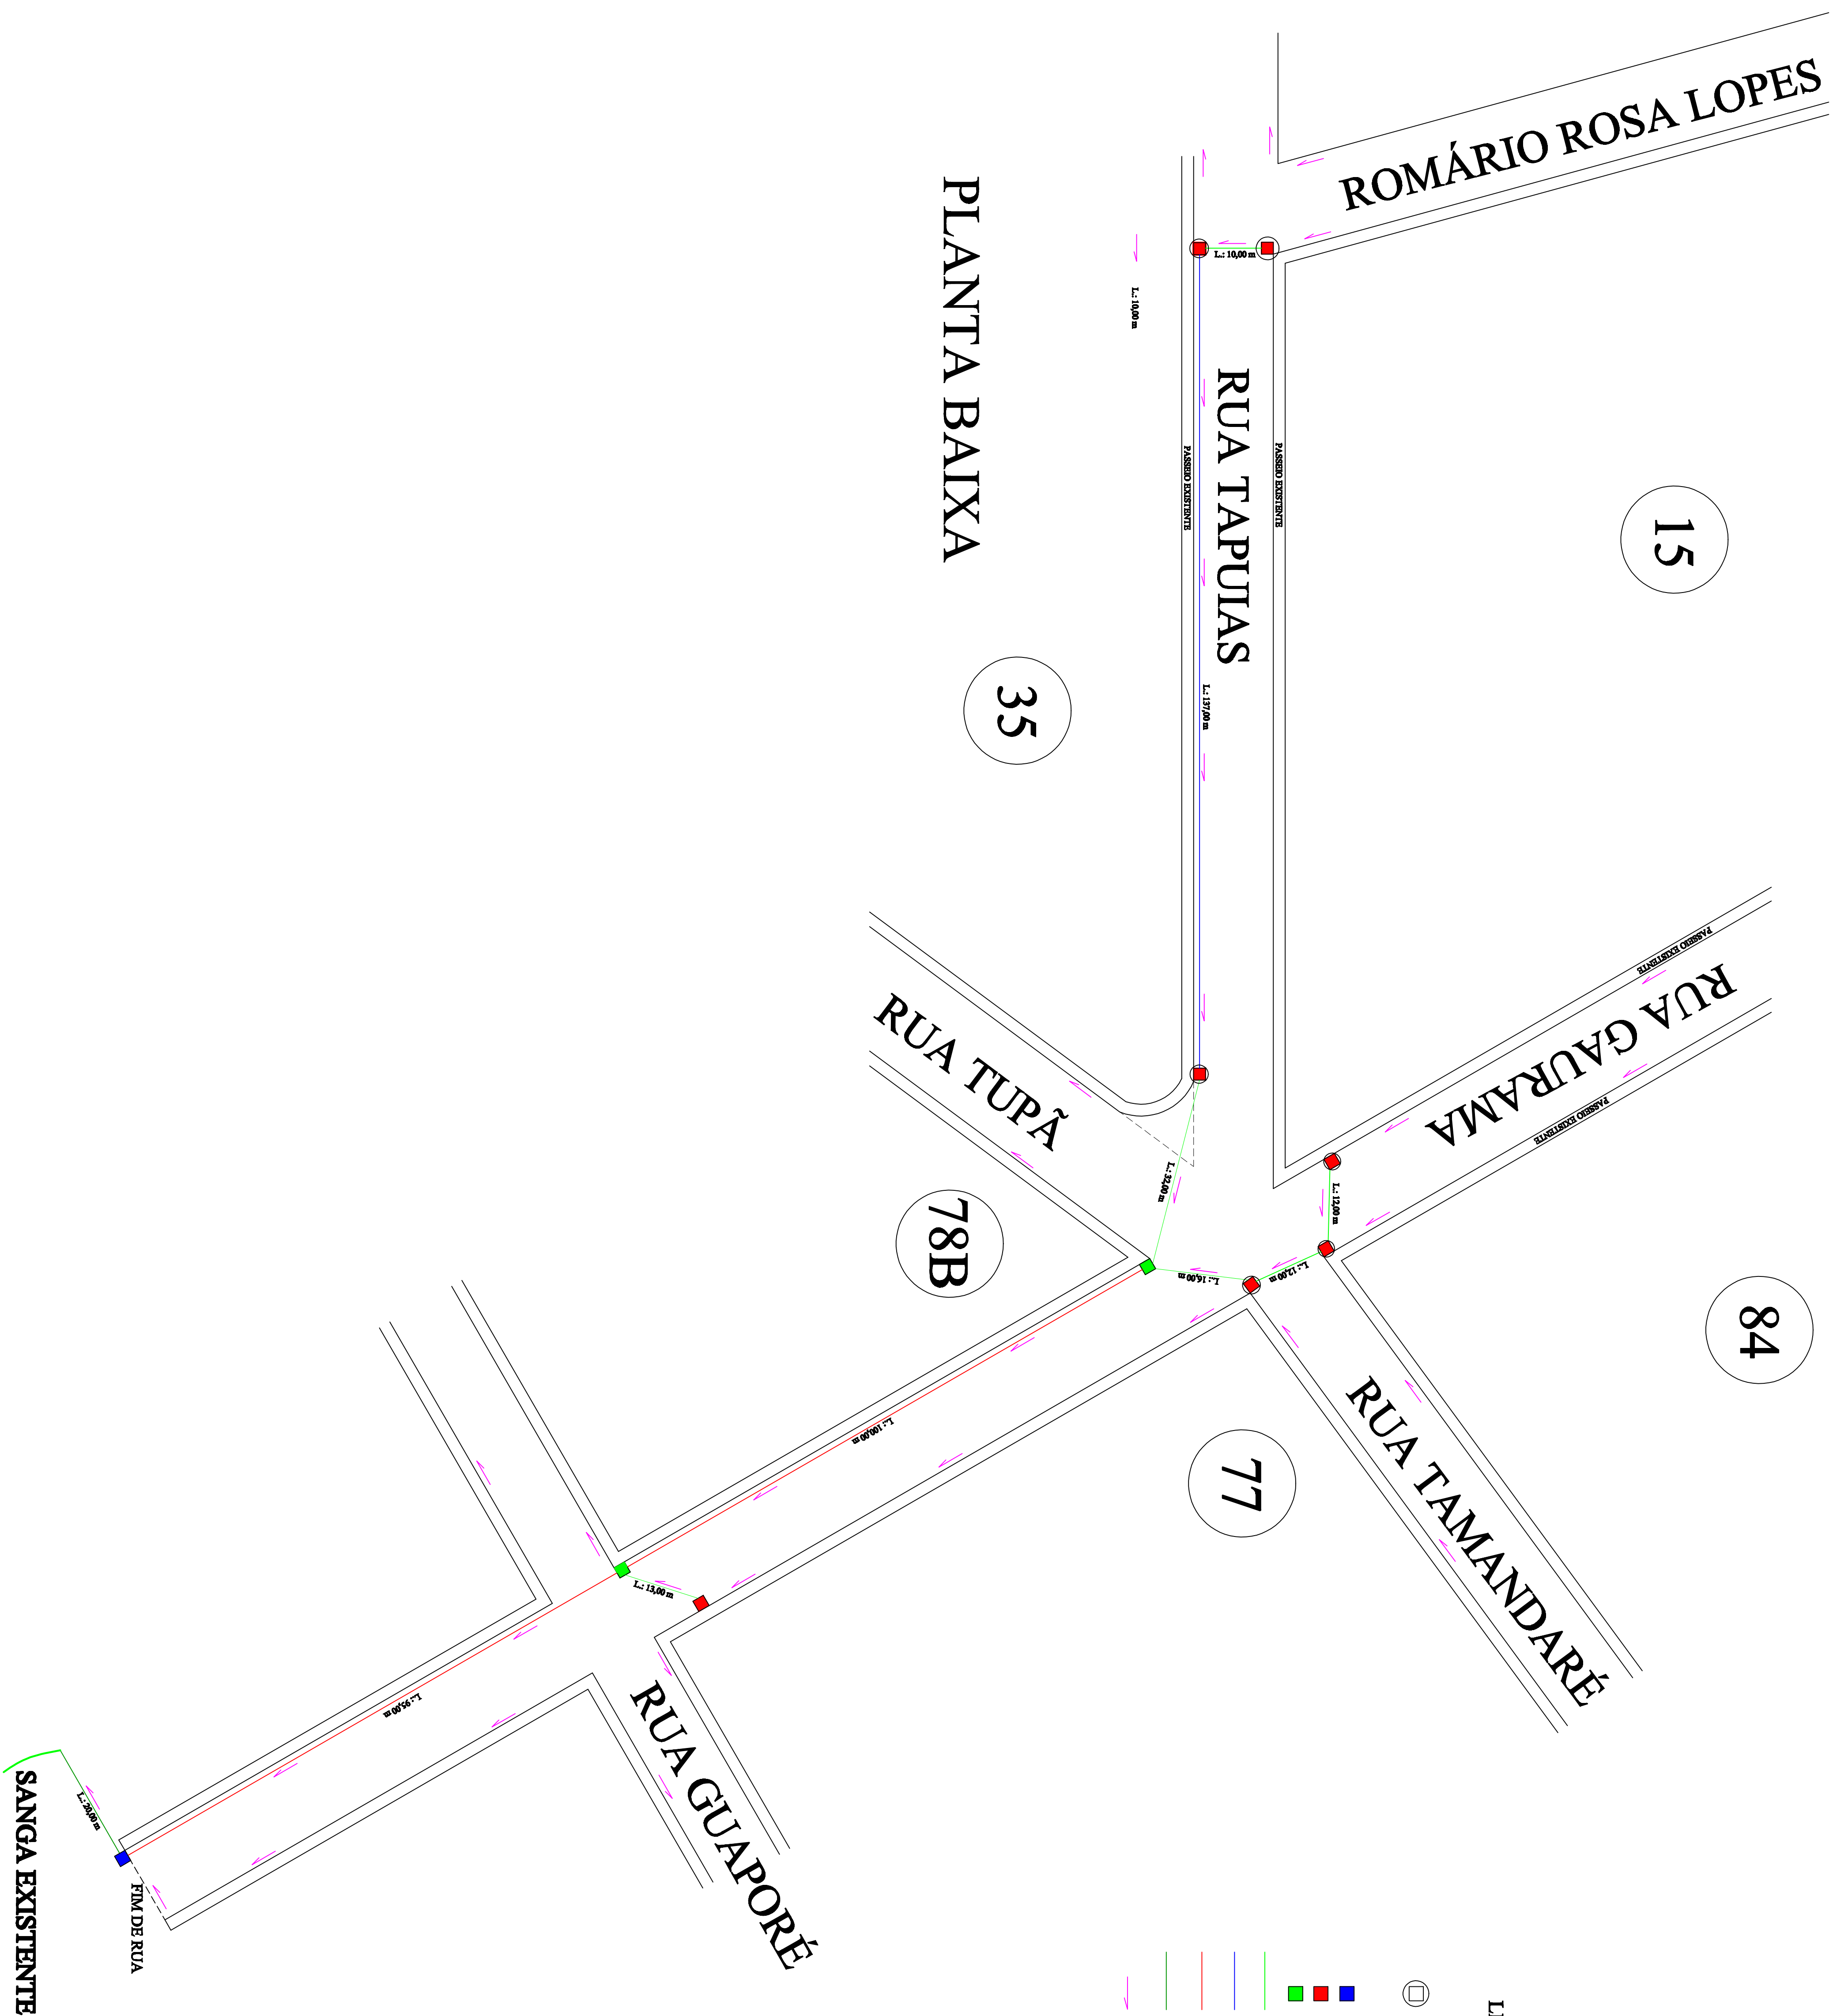 ROMÁRIO ROSA LOPES
L.: 10,00 m
L.: 10,00 m
PLANTA BAIXA
RUA TAPUIAS
PASSEIO EXISTENTE
PASSEIO EXISTENTE
15
35
L.: 137,00 m
PASSEIO EXISTENTE
RUA GAURAMA
PASSEIO EXISTENTE
RUA TUPÃ
L.: 32,00 m
L.: 12,00 m
L.: 12,00 m
L.: 16,00 m
78B
84
77
RUA TAMANDARÉ
L.: 100,00 m
L.: 13,00 m
L.: 95,00 m
RUA GUAPORÉ
L.: 20,00 m
SANGA EXISTENTE
FIM DE RUA